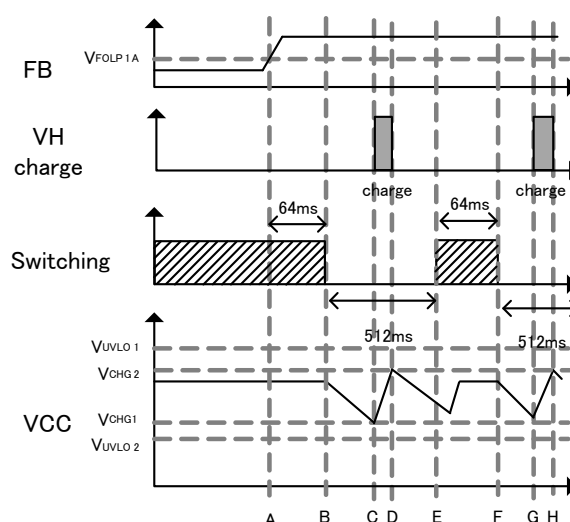 FB
VFOLP1A
VH
charge
charge
charge
64ms
64ms
Switching
512ms
512ms
VUVLO1
VCHG2
VCC
VCHG1
VUVLO2
A B C D E F G H